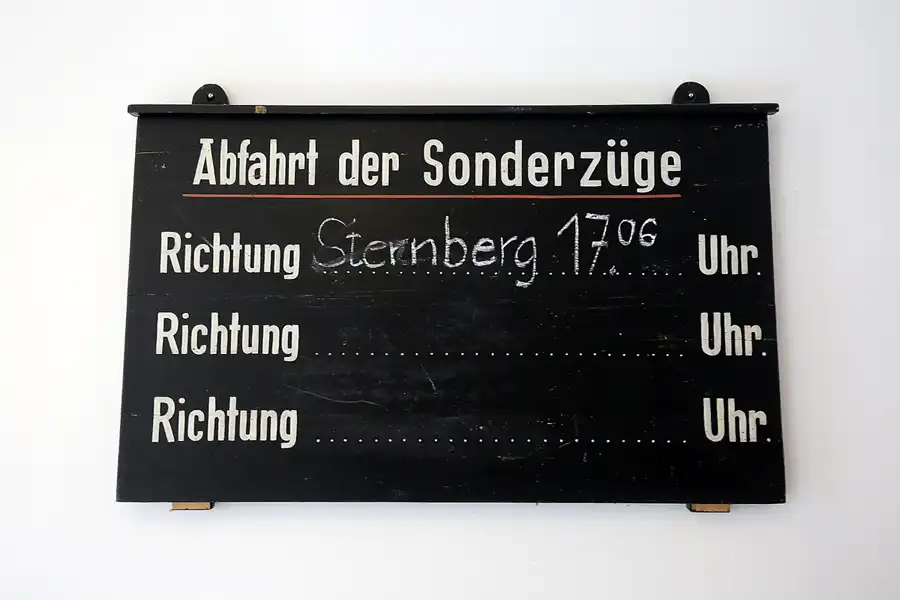 Abfahrt der Sonderzüge
Richtung Sternberg 17.06 Uhr.
Richtung ........................................ Uhr.
Richtung ........................................ Uhr.